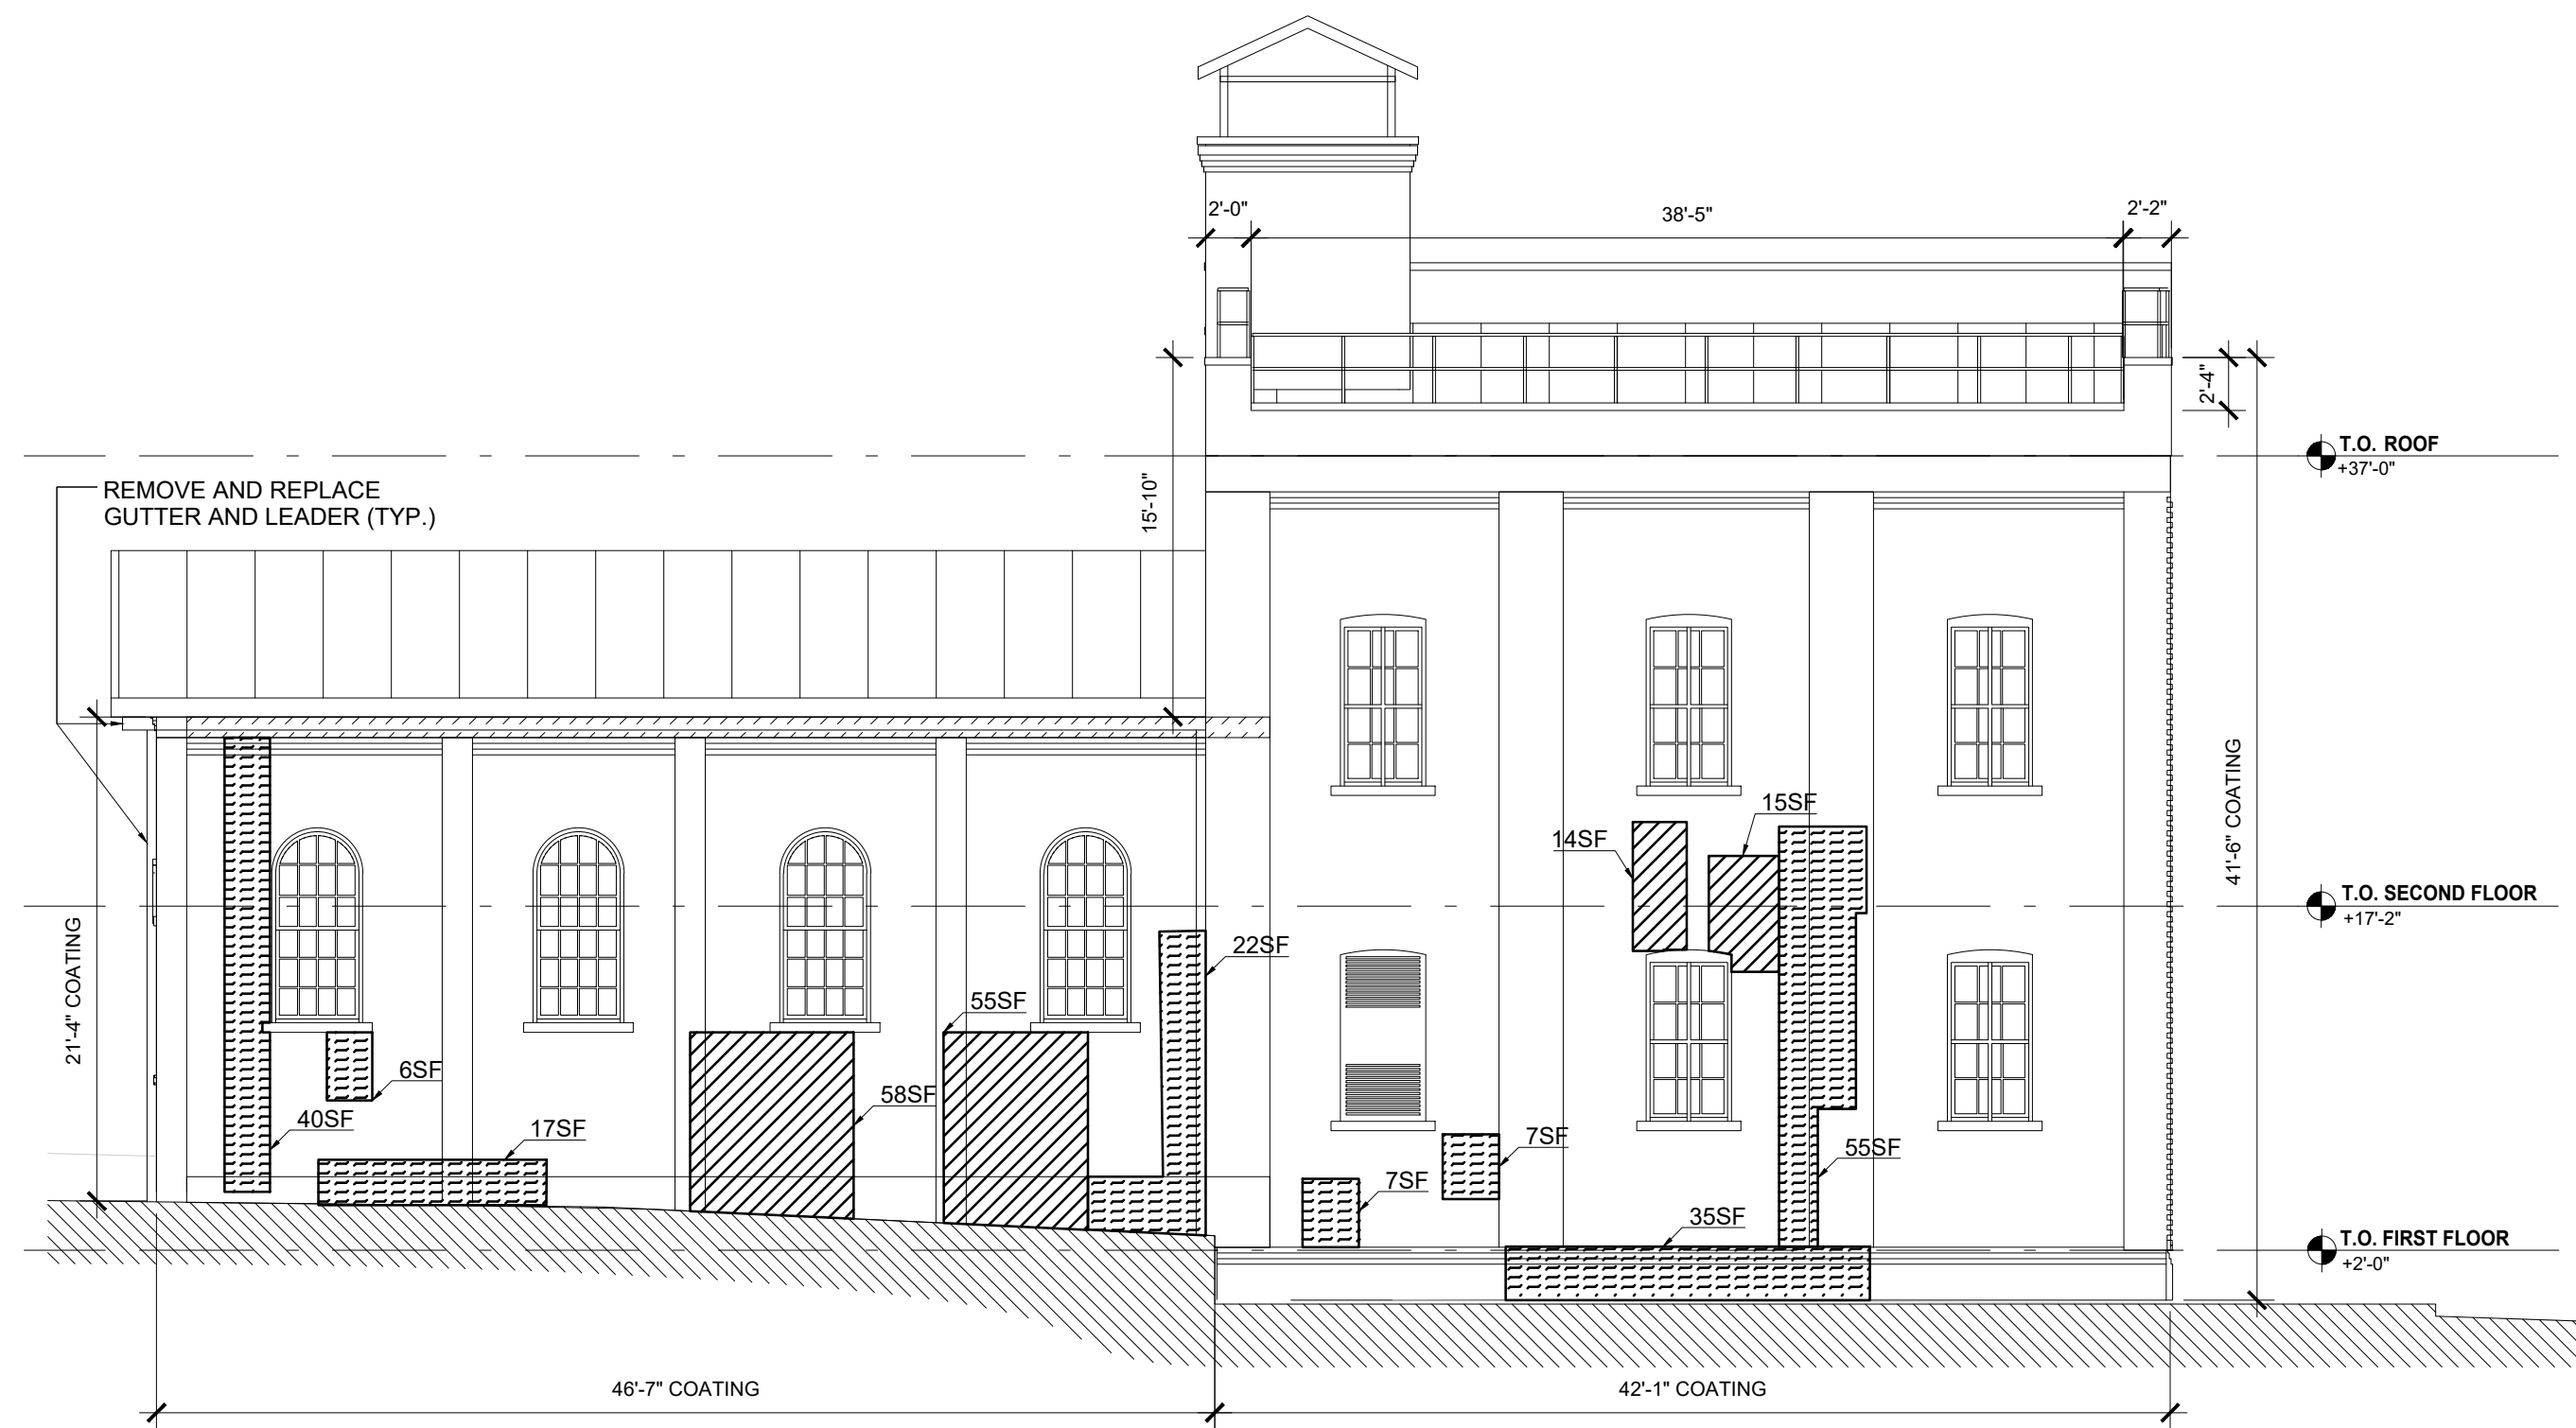 2'-0"
38'-5"
2'-2"
2'-4"
T.O. ROOF
+37'-0"
REMOVE AND REPLACE
GUTTER AND LEADER (TYP.)
15'-10"
41'-6" COATING
15SF
14SF
T.O. SECOND FLOOR
+17'-2"
21'-4" COATING
22SF
55SF
6SF
58SF
40SF
17SF
7SF
7SF
55SF
35SF
T.O. FIRST FLOOR
+2'-0"
46'-7" COATING
42'-1" COATING